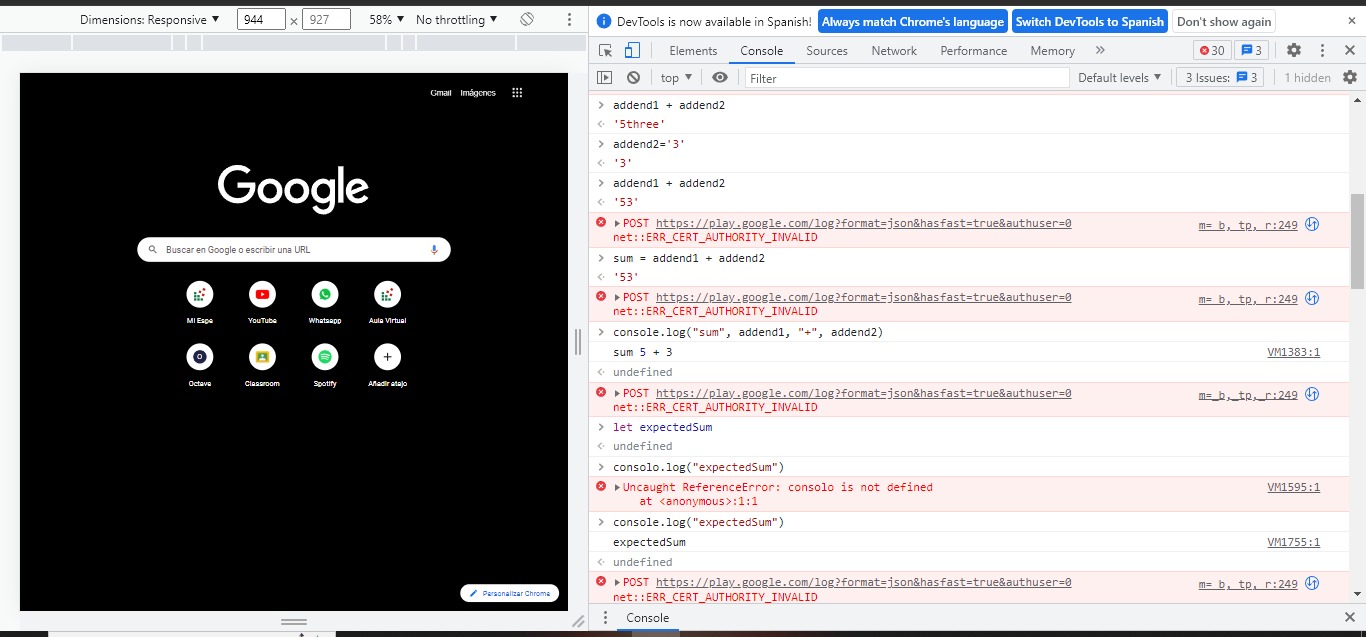 Dimensions: Responsive ▼ 944 × 927 58% ▼ No throttling ▼
Gmail Imágenes
Google
Buscar en Google o escribir una URL
Mi Espe YouTube Whatsapp Aula Virtual
Octave Classroom Spotify Añadir atajo
Personalizar Chrome
DevTools is now available in Spanish! Always match Chrome's language Switch DevTools to Spanish Don't show again
Elements Console Sources Network Performance Memory » 30 3
top ▼ Filter Default levels ▼ 3 Issues: 3 1 hidden
addend1 + addend2
'5three'
addend2='3'
'3'
addend1 + addend2
'53'
POST https://play.google.com/log?format=json&hasfast=true&authuser=0 m=_b,_tp,_r:249
net::ERR_CERT_AUTHORITY_INVALID
sum = addend1 + addend2
'53'
POST https://play.google.com/log?format=json&hasfast=true&authuser=0 m=_b,_tp,_r:249
net::ERR_CERT_AUTHORITY_INVALID
console.log("sum", addend1, "+", addend2)
sum 5 + 3 VM1383:1
undefined
POST https://play.google.com/log?format=json&hasfast=true&authuser=0 m=_b,_tp,_r:249
net::ERR_CERT_AUTHORITY_INVALID
let expectedSum
undefined
consolo.log("expectedSum")
Uncaught ReferenceError: consolo is not defined VM1595:1
at <anonymous>:1:1
console.log("expectedSum")
expectedSum VM1755:1
undefined
POST https://play.google.com/log?format=json&hasfast=true&authuser=0 m=_b,_tp,_r:249
net::ERR_CERT_AUTHORITY_INVALID
Console